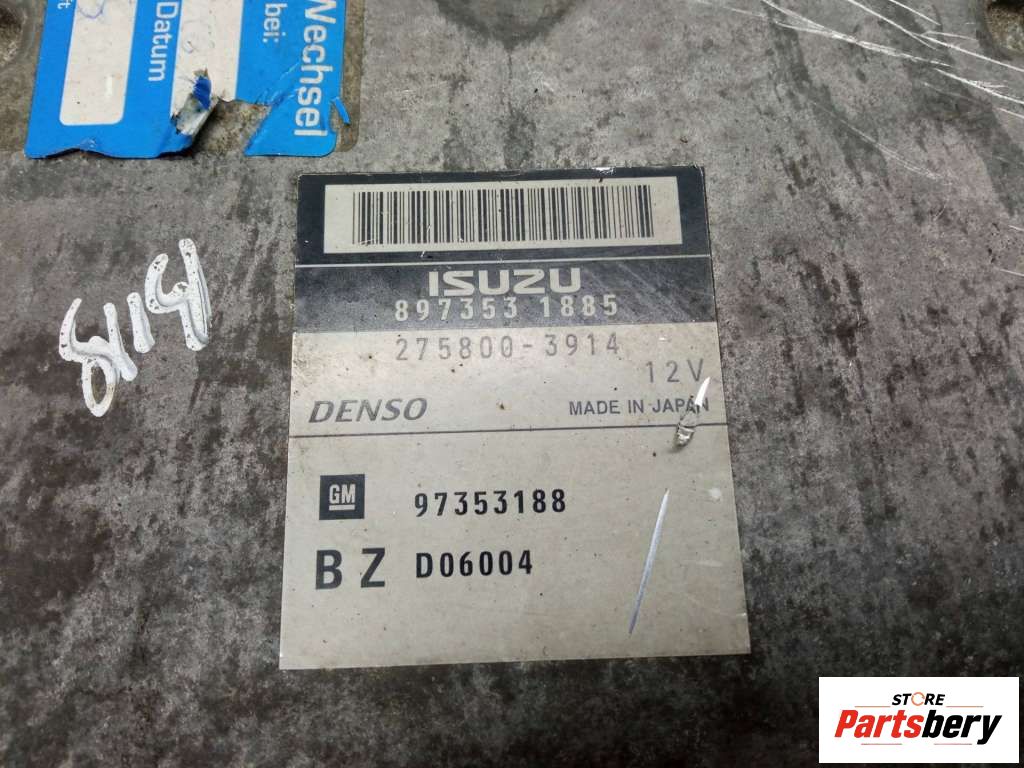 Wechsel
bei:
Datum
ISUZU
897353 1885
275800-3914
12V
DENSO
MADE IN JAPAN
GM
97353188
BZ D06004
STORE
Partsbery